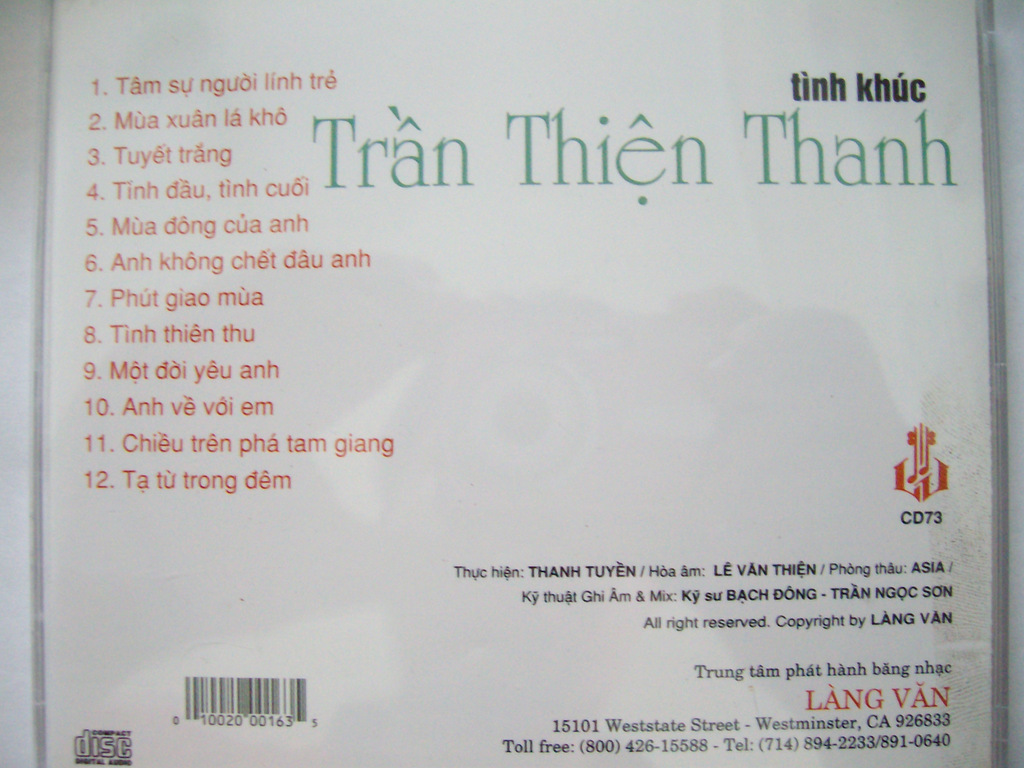 tình khúc
Trần Thiện Thanh
1. Tâm sự người lính trẻ
2. Mùa xuân lá khô
3. Tuyết trắng
4. Tình đầu, tình cuối
5. Mùa đông của anh
6. Anh không chết đâu anh
7. Phút giao mùa
8. Tình thiên thu
9. Một đời yêu anh
10. Anh về với em
11. Chiều trên phá tam giang
12. Tạ từ trong đêm
CD73
Thực hiện: THANH TUYỀN / Hòa âm: LÊ VĂN THIỆN / Phòng thâu: ASIA /
Kỹ thuật Ghi Âm & Mix: Kỹ sư BẠCH ĐÔNG - TRẦN NGỌC SƠN
All right reserved. Copyright by LÀNG VĂN
Trung tâm phát hành băng nhạc
LÀNG VĂN
15101 Weststate Street - Westminster, CA 926833
Toll free: (800) 426-15588 - Tel: (714) 894-2233/891-0640
0 10020 00163 5
COMPACT
disc
DIGITAL AUDIO